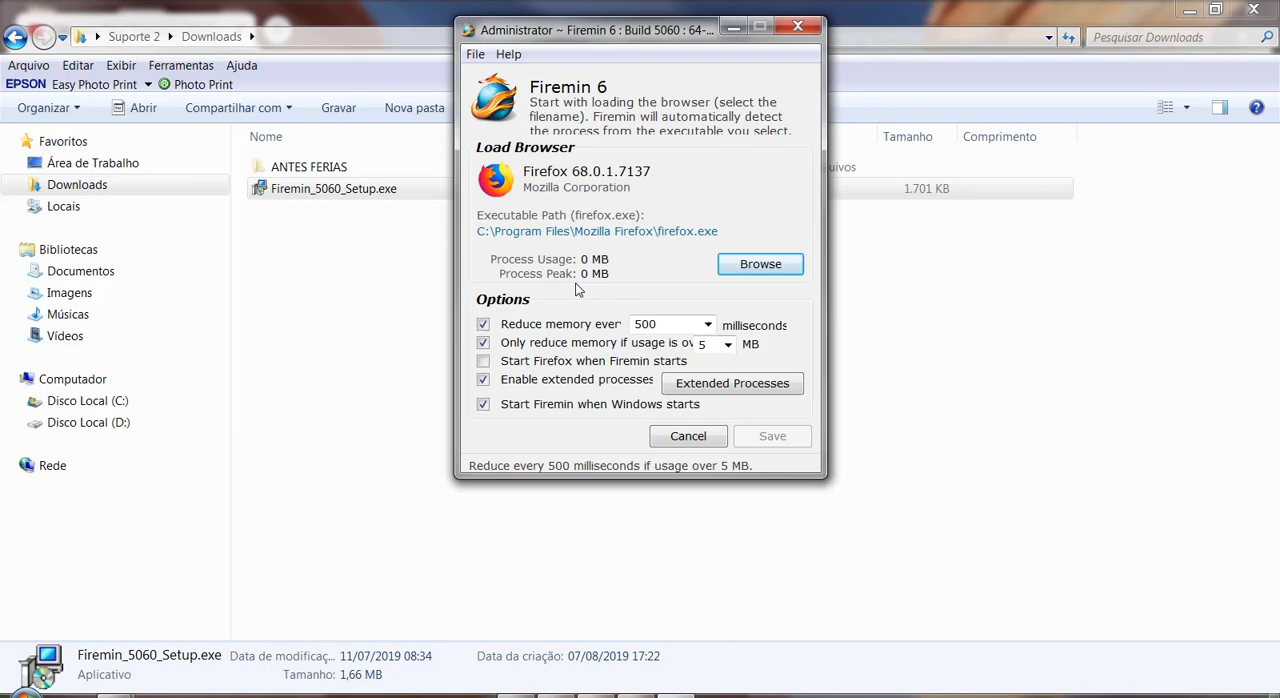 Suporte 2 Downloads
Pesquisar Downloads
Arquivo Editar Exibir Ferramentas Ajuda
EPSON Easy Photo Print Photo Print
Organizar Abrir Compartilhar com Gravar Nova pasta
Favoritos
Área de Trabalho
Downloads
Locais
Bibliotecas
Documentos
Imagens
Músicas
Vídeos
Computador
Disco Local (C:)
Disco Local (D:)
Rede
Nome
Tamanho
Comprimento
ANTES FERIAS
Firemin_5060_Setup.exe
1.701 KB
Administrator ~ Firemin 6 : Build 5060 : 64-...
File Help
Firemin 6
Start with loading the browser (select the
filename). Firemin will automatically detect
the process from the executable you select.
Load Browser
Firefox 68.0.1.7137
Mozilla Corporation
Executable Path (firefox.exe):
C:\Program Files\Mozilla Firefox\firefox.exe
Process Usage: 0 MB
Process Peak: 0 MB
Browse
Options
Reduce memory every 500 milliseconds
Only reduce memory if usage is ov 5 MB
Start Firefox when Firemin starts
Enable extended processes Extended Processes
Start Firemin when Windows starts
Cancel Save
Reduce every 500 milliseconds if usage over 5 MB.
Firemin_5060_Setup.exe Data de modificaç... 11/07/2019 08:34 Data da criação: 07/08/2019 17:22
Aplicativo Tamanho: 1,66 MB